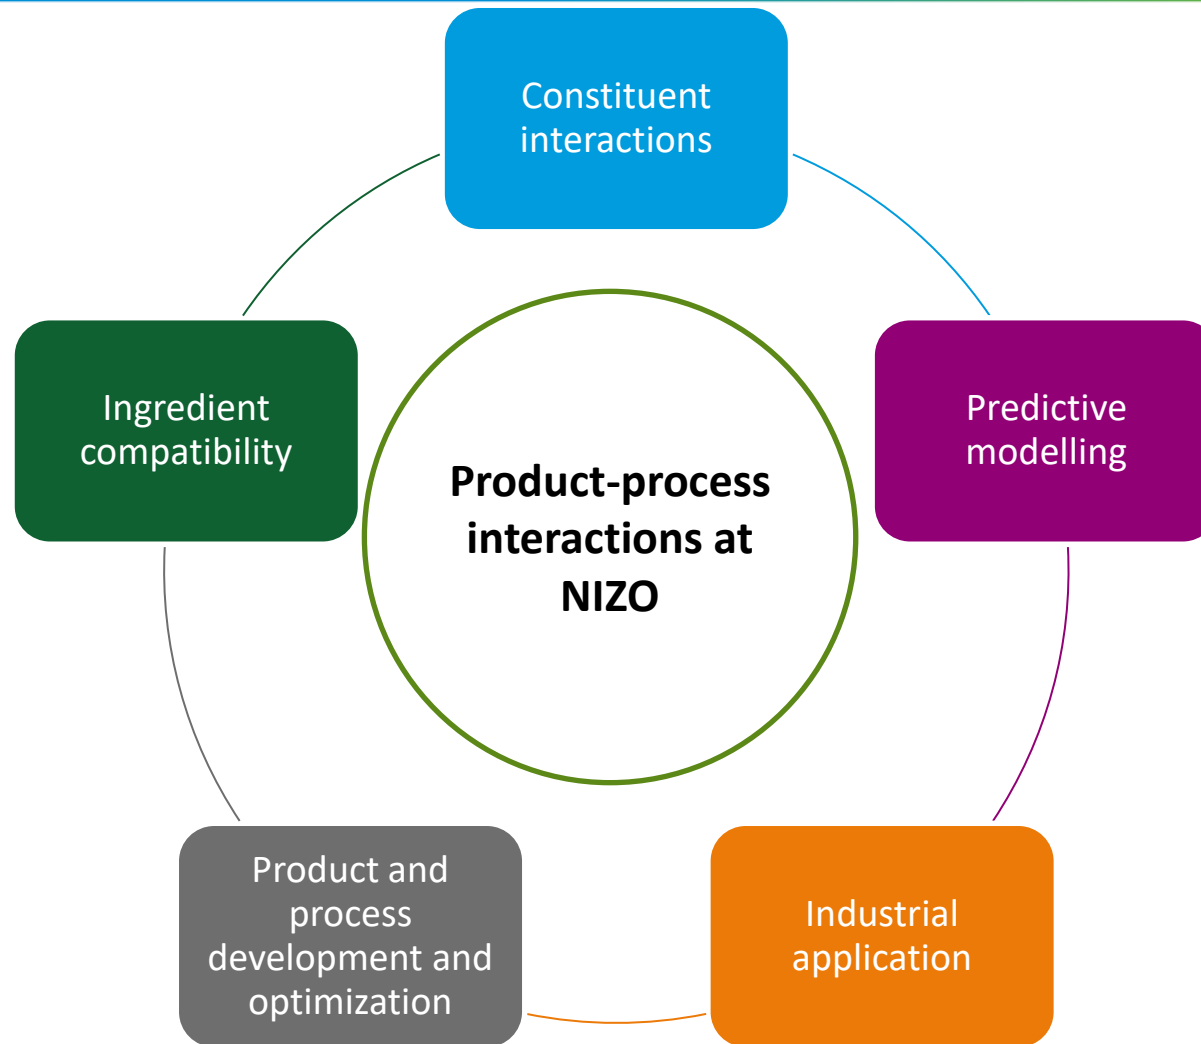 Constituent
interactions
Predictive
modelling
Industrial
application
Product and
process
development and
optimization
Ingredient
compatibility
Product-process
interactions at
NIZO